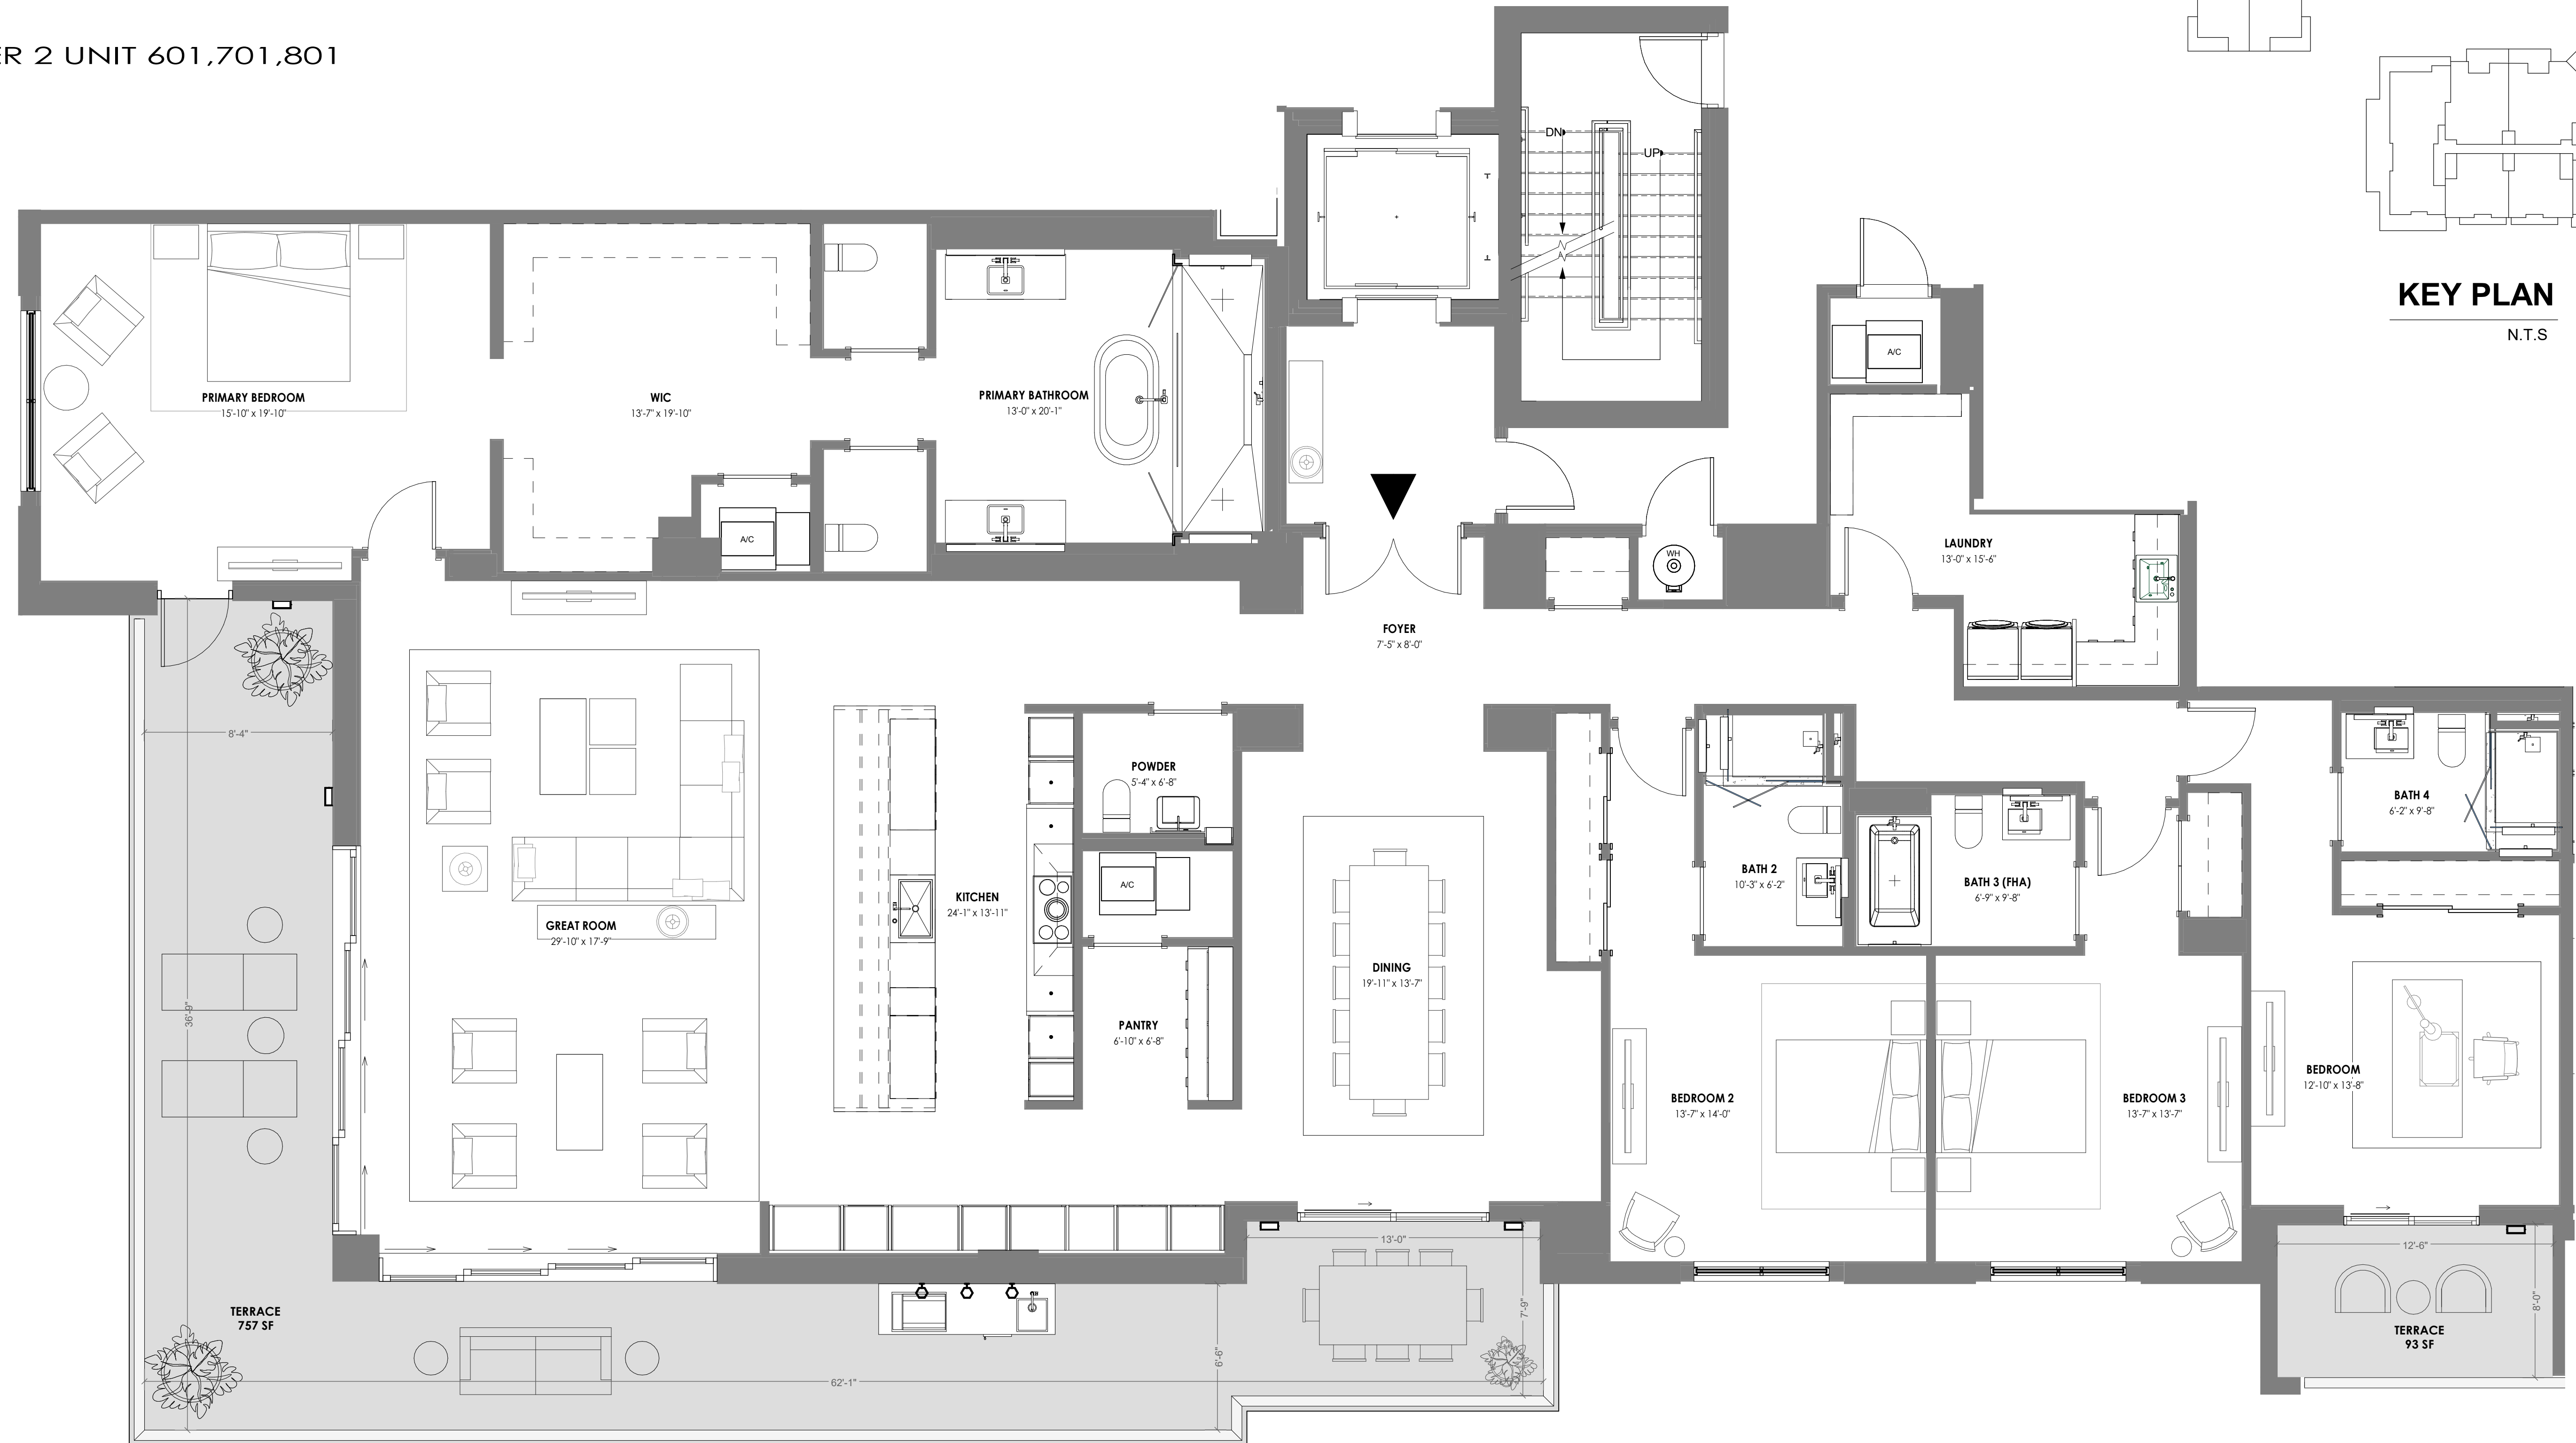 ER 2 UNIT 601,701,801
KEY PLAN
N.T.S
DN
UP
A/C
PRIMARY BEDROOM
15'-10" x 19'-10"
WIC
13'-7" x 19'-10"
PRIMARY BATHROOM
13'-0" x 20'-1"
A/C
WH
LAUNDRY
13'-0" x 15'-6"
FOYER
7'-5" x 8'-0"
8'-4"
POWDER
5'-4" x 6'-8"
BATH 4
6'-2" x 9'-8"
BATH 2
10'-3" x 6'-2"
BATH 3 (FHA)
6'-9" x 9'-8"
A/C
KITCHEN
24'-1" x 13'-11"
GREAT ROOM
29'-10" x 17'-9"
DINING
19'-11" x 13'-7"
36'-9"
PANTRY
6'-10" x 6'-8"
BEDROOM
12'-10" x 13'-8"
BEDROOM 2
13'-7" x 14'-0"
BEDROOM 3
13'-7" x 13'-7"
13'-0"
12'-6"
TERRACE
757 SF
7'-9"
8'-0"
TERRACE
93 SF
6'-6"
62'-1"